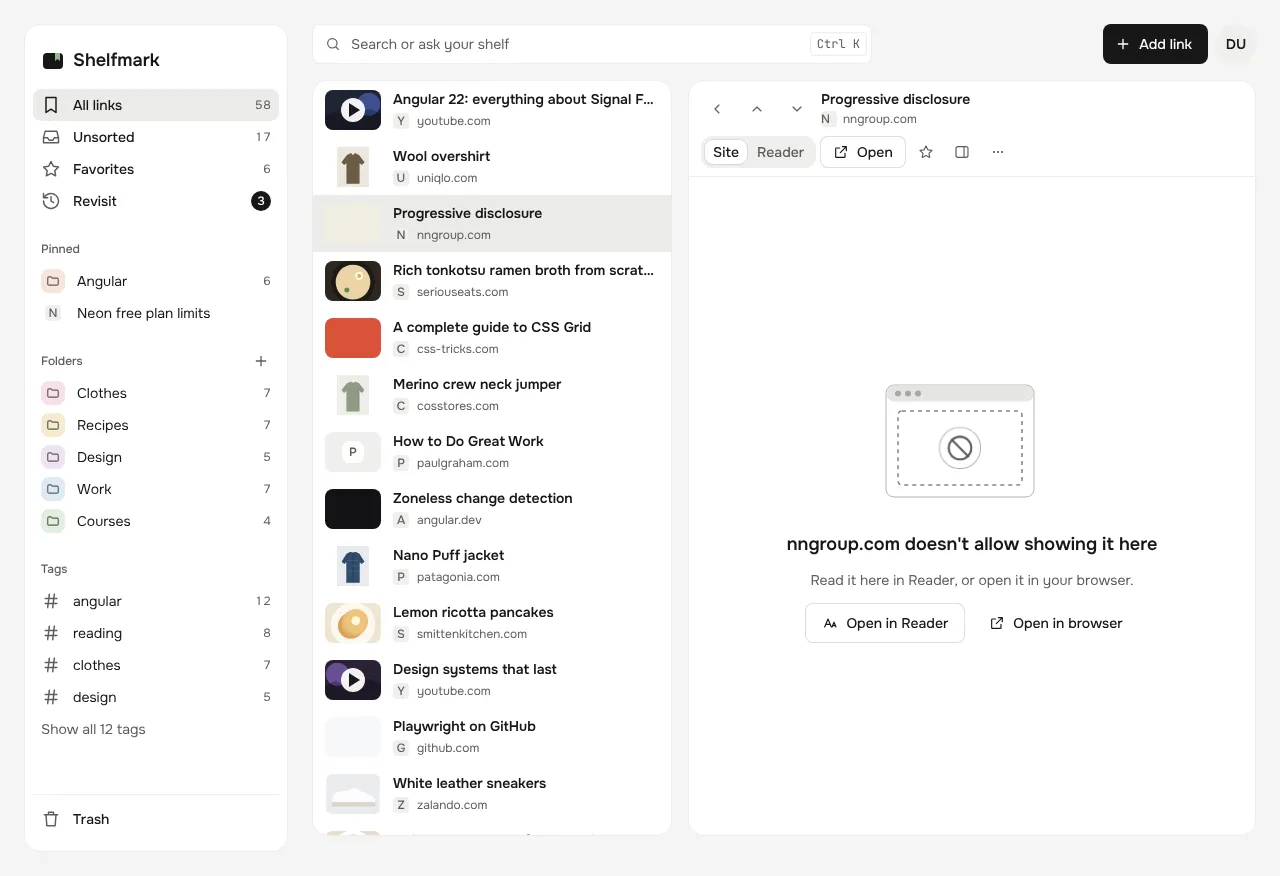 Shelfmark
All links 58
Unsorted 17
Favorites 6
Revisit 3
Pinned
Angular 6
N Neon free plan limits
Folders
Clothes 7
Recipes 7
Design 5
Work 7
Courses 4
Tags
angular 12
reading 8
clothes 7
design 5
Show all 12 tags
Trash
Search or ask your shelf Ctrl K
Add link DU
Angular 22: everything about Signal F...
Y youtube.com
Wool overshirt
U uniqlo.com
Progressive disclosure
N nngroup.com
Rich tonkotsu ramen broth from scrat...
S seriouseats.com
A complete guide to CSS Grid
C css-tricks.com
Merino crew neck jumper
C cosstores.com
P
How to Do Great Work
P paulgraham.com
Zoneless change detection
A angular.dev
Nano Puff jacket
P patagonia.com
Lemon ricotta pancakes
S smittenkitchen.com
Design systems that last
Y youtube.com
Playwright on GitHub
G github.com
White leather sneakers
Z zalando.com
Progressive disclosure
N nngroup.com
Site Reader Open
nngroup.com doesn't allow showing it here
Read it here in Reader, or open it in your browser.
AA Open in Reader Open in browser